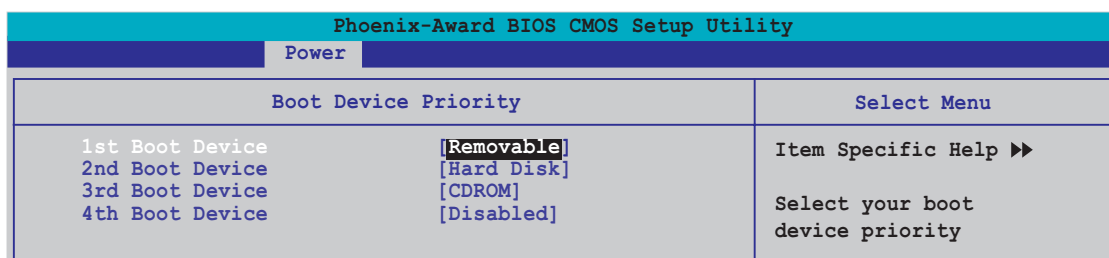 Phoenix-Award BIOS CMOS Setup Utility
Power
Boot Device Priority
Select Menu
1st Boot Device [Removable]
2nd Boot Device [Hard Disk]
3rd Boot Device [CDROM]
4th Boot Device [Disabled]
Item Specific Help
Select your boot
device priority